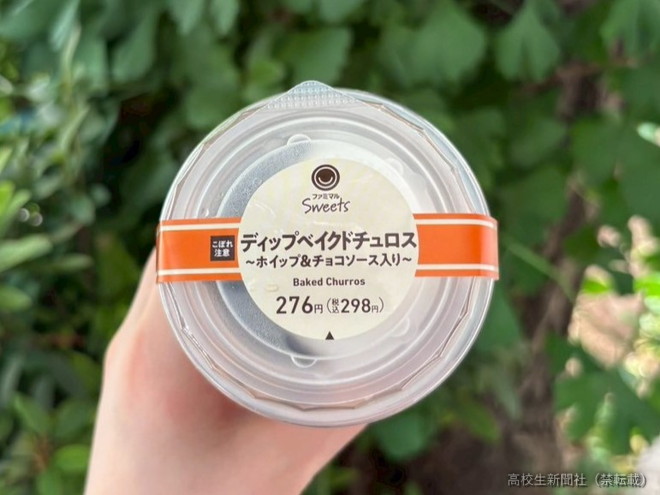 ファミマル
Sweets
こぼれ
注意
ディップベイクドチュロス
～ホイップ&チョコソース入り～
Baked Churros
276円(税込298円)
高校生新聞社（禁転載）